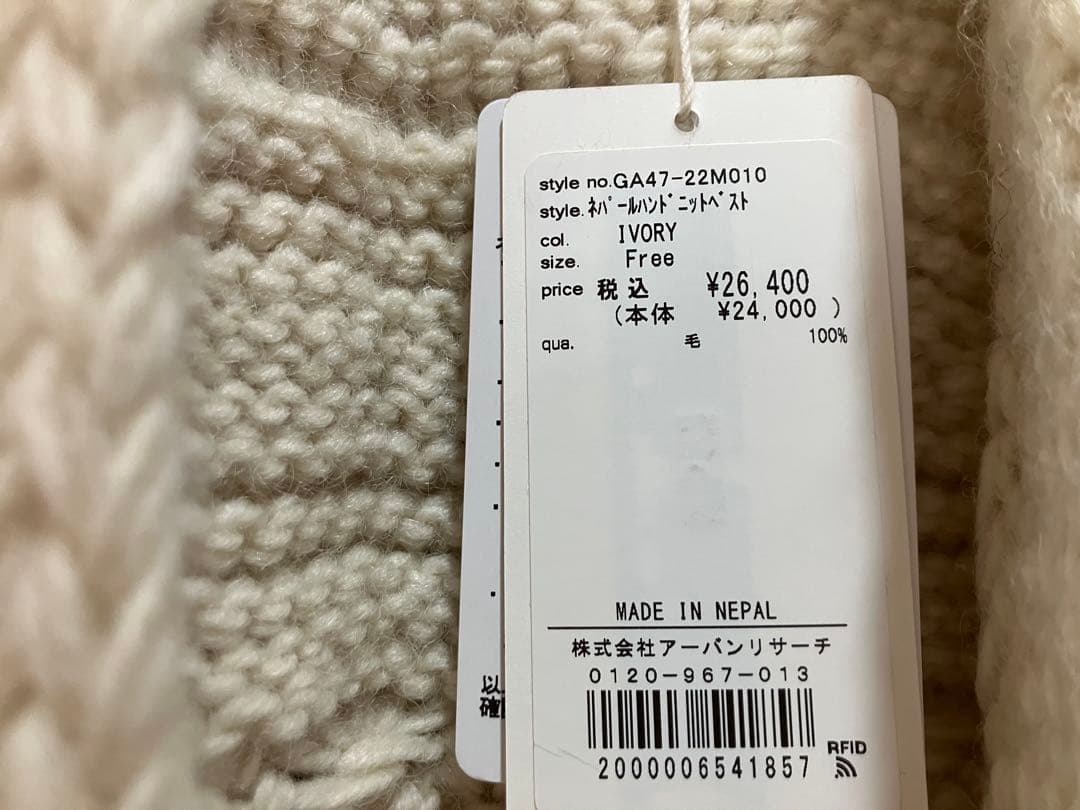 style no.GA47-22M010
style.ﾈﾊﾟｰﾙﾊﾝﾄﾞﾆｯﾄﾍﾞｽﾄ
col. IVORY
size. Free
price 税込 ¥26,400
(本体 ¥24,000 )
qua. 毛 100%
MADE IN NEPAL
株式会社アーバンリサーチ
0120-967-013
RFID
2000006541857
以
確